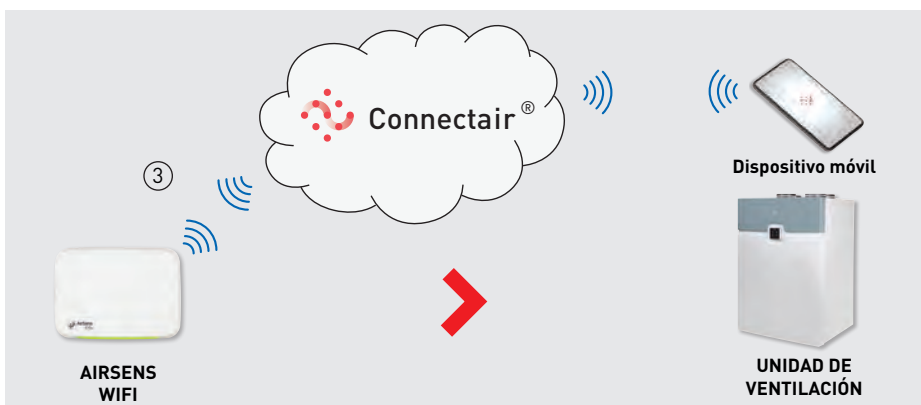 Connectair®
Dispositivo móvil
3
AIRSENS
WIFI
UNIDAD DE
VENTILACIÓN